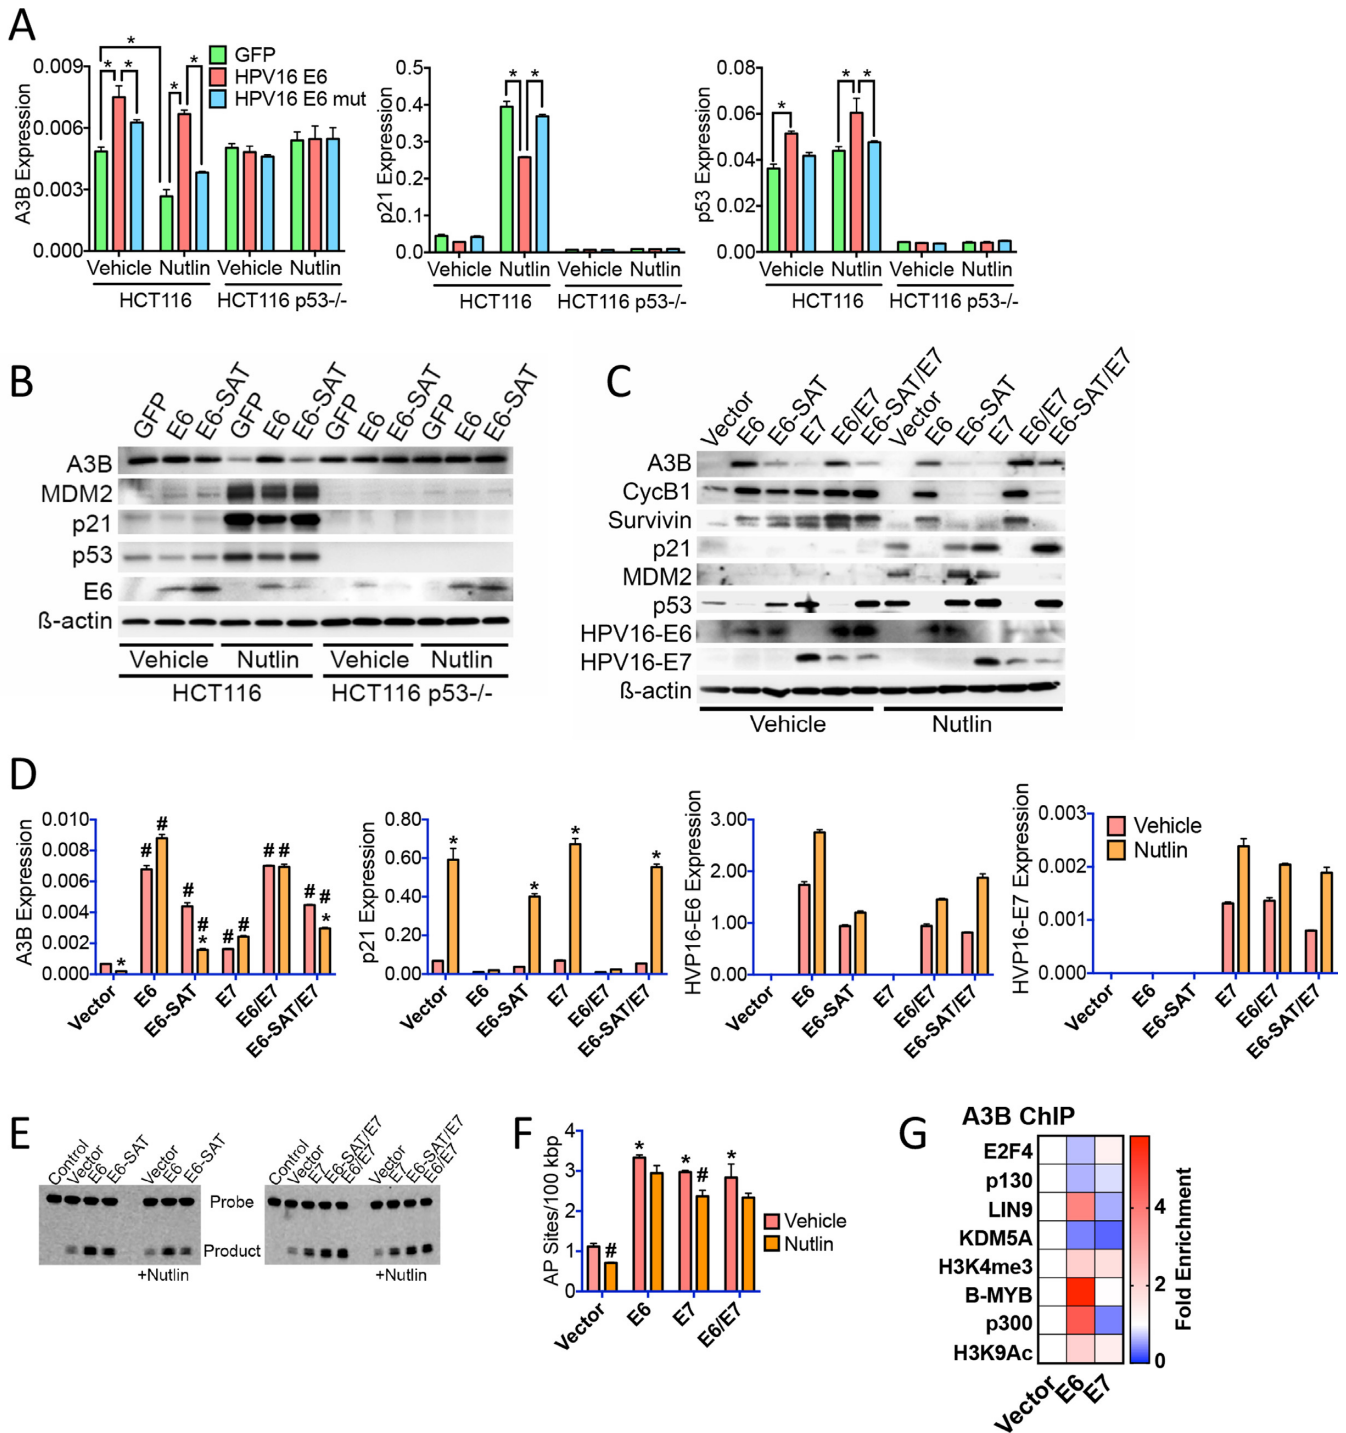 A
GFP
HPV16 E6
HPV16 E6 mut
A3B Expression
0.009
0.006
0.003
0.000
* * * * *
Vehicle Nutlin Vehicle Nutlin
HCT116 HCT116 p53-/-
p21 Expression
0.5
0.4
0.3
0.2
0.1
0.0
* *
Vehicle Nutlin Vehicle Nutlin
HCT116 HCT116 p53-/-
p53 Expression
0.08
0.06
0.04
0.02
0.00
* * *
Vehicle Nutlin Vehicle Nutlin
HCT116 HCT116 p53-/-
B
GFP E6 E6-SAT GFP E6 E6-SAT GFP E6 E6-SAT GFP E6 E6-SAT
A3B
MDM2
p21
p53
E6
ß-actin
Vehicle Nutlin Vehicle Nutlin
HCT116 HCT116 p53-/-
C
Vector E6 E6-SAT E7 E6/E7 E6-SAT/E7 Vector E6 E6-SAT E7 E6/E7 E6-SAT/E7
A3B
CycB1
Survivin
p21
MDM2
p53
HPV16-E6
HPV16-E7
ß-actin
Vehicle Nutlin
D
A3B Expression
0.010
0.008
0.006
0.004
0.002
0.000
* # # # # * # # # # # # *
Vector E6 E6-SAT E7 E6/E7 E6-SAT/E7
p21 Expression
0.80
0.60
0.40
0.20
0.00
* * * *
Vector E6 E6-SAT E7 E6/E7 E6-SAT/E7
HVP16-E6 Expression
3.00
2.00
1.00
0.00
Vector E6 E6-SAT E7 E6/E7 E6-SAT/E7
HVP16-E7 Expression
0.003
0.002
0.001
0.000
Vehicle
Nutlin
Vector E6 E6-SAT E7 E6/E7 E6-SAT/E7
E
Control Vector E6 E6-SAT Vector E6 E6-SAT
Control Vector E7 E6-SAT/E7 E6/E7 Vector E7 E6-SAT/E7 E6/E7
Probe
Product
+Nutlin
+Nutlin
F
AP Sites/100 kbp
4
3
2
1
0
# * * # *
Vehicle
Nutlin
Vector E6 E7 E6/E7
G
A3B ChIP
E2F4
p130
LIN9
KDM5A
H3K4me3
B-MYB
p300
H3K9Ac
Vector E6 E7
4
2
0
Fold Enrichment